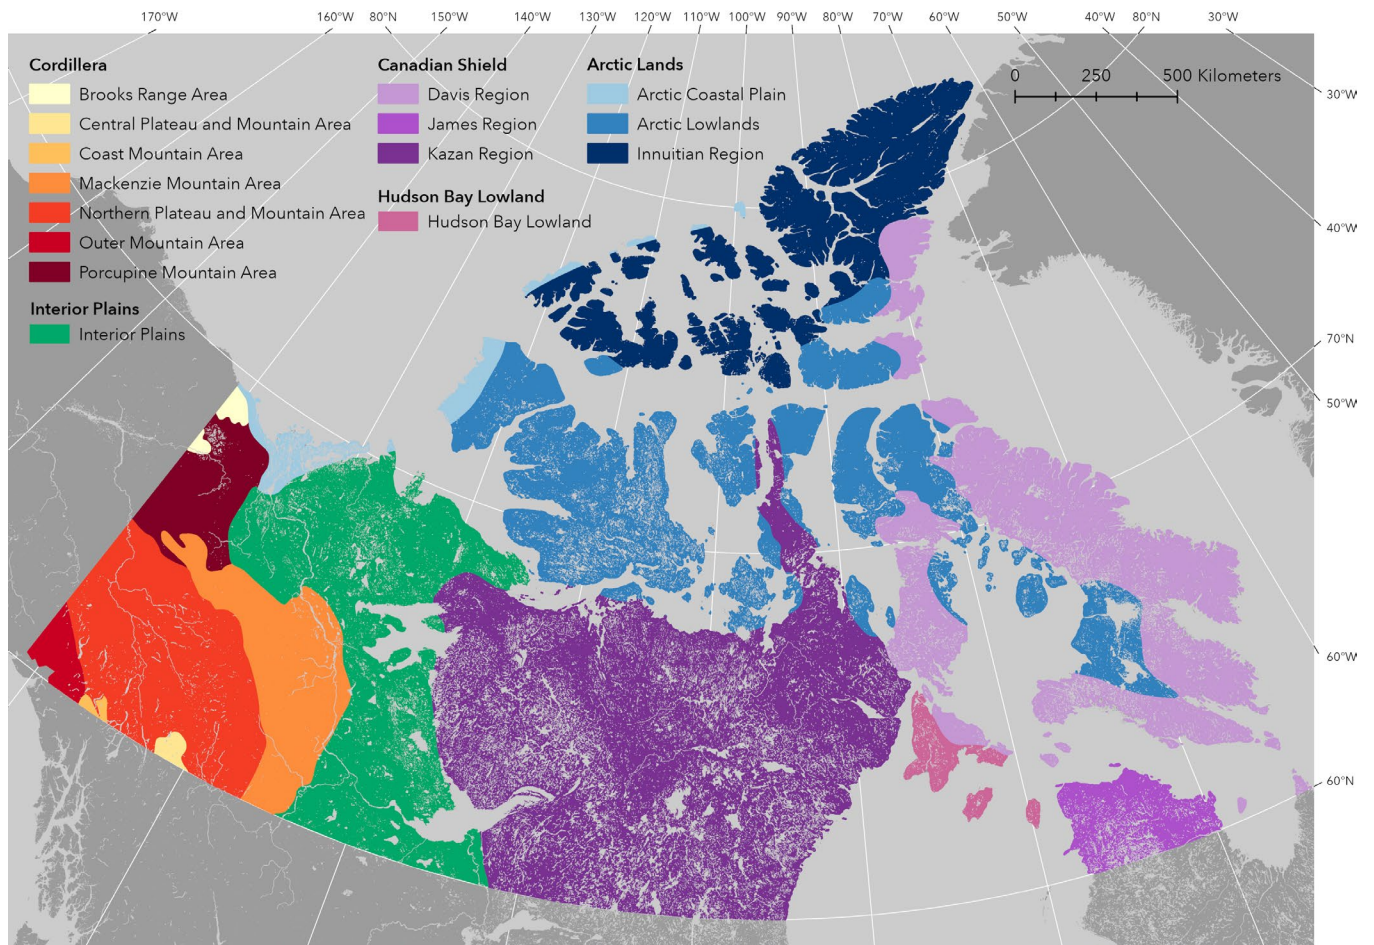 170°W 160°W 80°N 150°W 140°W 130°W 120°W 110°W 100°W 90°W 80°W 70°W 60°W 50°W 40°W 80°N 30°W
Cordillera
Brooks Range Area
Central Plateau and Mountain Area
Coast Mountain Area
Mackenzie Mountain Area
Northern Plateau and Mountain Area
Outer Mountain Area
Porcupine Mountain Area
Interior Plains
Interior Plains
Canadian Shield
Davis Region
James Region
Kazan Region
Hudson Bay Lowland
Hudson Bay Lowland
Arctic Lands
Arctic Coastal Plain
Arctic Lowlands
Innuitian Region
0 250 500 Kilometers
30°W
40°W
70°N
50°W
60°W
60°N